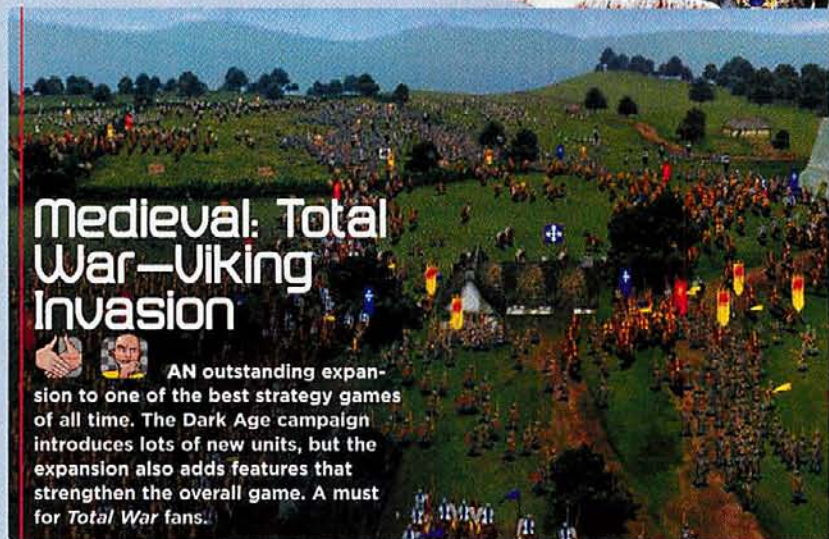 Medieval: Total
War—Viking
Invasion
AN outstanding expan-
sion to one of the best strategy games
of all time. The Dark Age campaign
introduces lots of new units, but the
expansion also adds features that
strengthen the overall game. A must
for Total War fans.